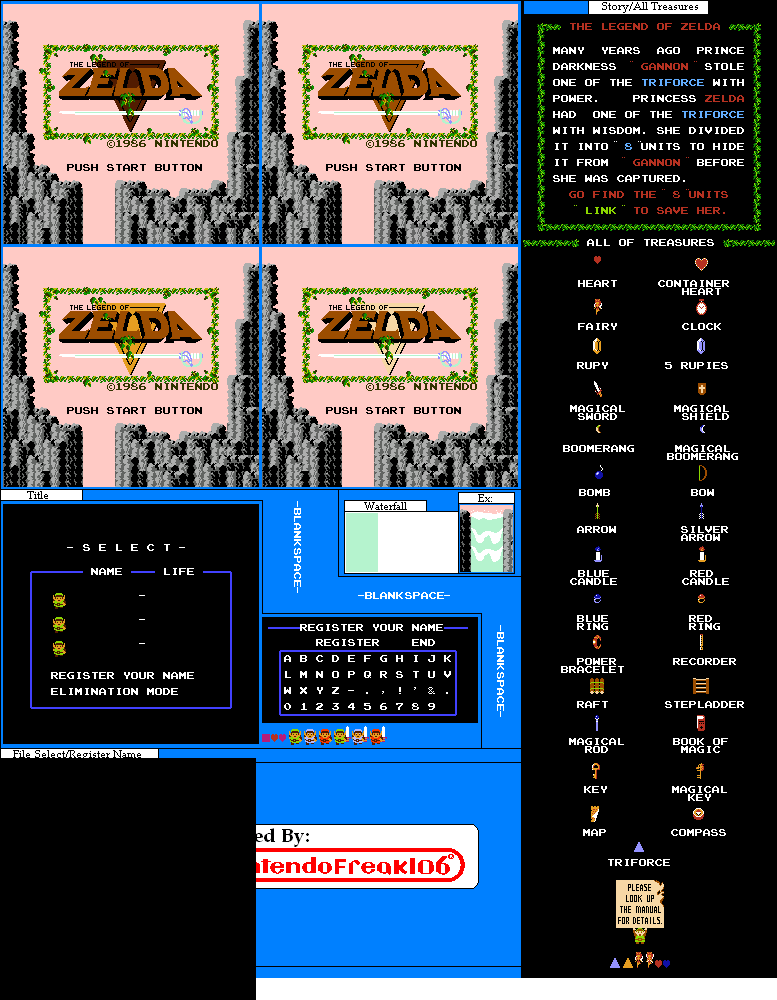 THE LEGEND OF
ZELDA
©1986 NINTENDO
PUSH START BUTTON
THE LEGEND OF
ZELDA
©1986 NINTENDO
PUSH START BUTTON
THE LEGEND OF
ZELDA
©1986 NINTENDO
PUSH START BUTTON
THE LEGEND OF
ZELDA
©1986 NINTENDO
PUSH START BUTTON
Title
- S E L E C T -
NAME LIFE
-
-
-
REGISTER YOUR NAME
ELIMINATION MODE
File Select/Register Name
-BLANKSPACE-
Waterfall
Ex:
-BLANKSPACE-
REGISTER YOUR NAME
REGISTER END
A B C D E F G H I J K
L M N O P Q R S T U V
W X Y Z - . , ! ' & .
0 1 2 3 4 5 6 7 8 9
-BLANKSPACE-
ed By:
ntendoFreak106
Story/All Treasures
THE LEGEND OF ZELDA
MANY YEARS AGO PRINCE
DARKNESS "GANNON" STOLE
ONE OF THE TRIFORCE WITH
POWER. PRINCESS ZELDA
HAD ONE OF THE TRIFORCE
WITH WISDOM. SHE DIVIDED
IT INTO "8"UNITS TO HIDE
IT FROM "GANNON" BEFORE
SHE WAS CAPTURED.
GO FIND THE "8"UNITS
"LINK" TO SAVE HER.
ALL OF TREASURES
HEART
CONTAINER
HEART
FAIRY
CLOCK
RUPY
5 RUPIES
MAGICAL
SWORD
MAGICAL
SHIELD
BOOMERANG
MAGICAL
BOOMERANG
BOMB
BOW
ARROW
SILVER
ARROW
BLUE
CANDLE
RED
CANDLE
BLUE
RING
RED
RING
POWER
BRACELET
RECORDER
RAFT
STEPLADDER
MAGICAL
ROD
BOOK OF
MAGIC
KEY
MAGICAL
KEY
MAP
COMPASS
TRIFORCE
PLEASE
LOOK UP
THE MANUAL
FOR DETAILS.